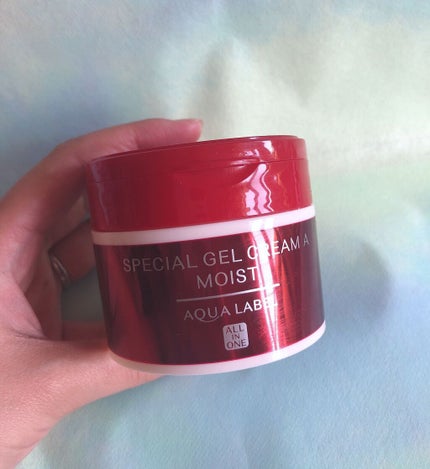 SPECIAL GEL CREAM A
MOIST
AQUA LABEL
ALL
IN
ONE